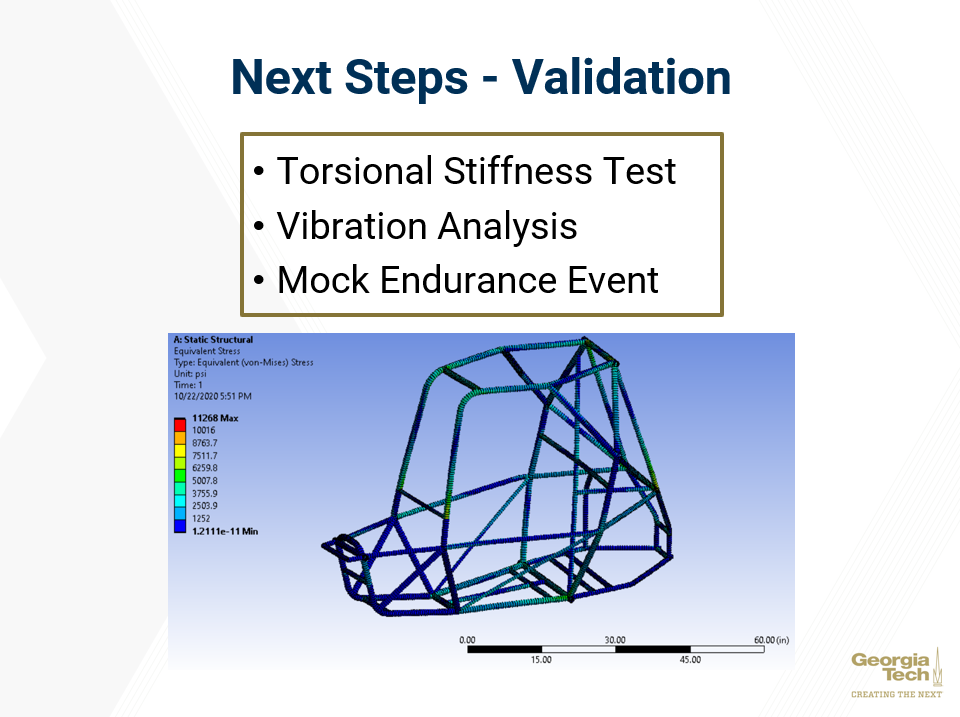 Next Steps - Validation
• Torsional Stiffness Test
• Vibration Analysis
• Mock Endurance Event
A: Static Structural
Equivalent Stress
Type: Equivalent (von-Mises) Stress
Unit: psi
Time: 1
10/22/2020 5:51 PM
11268 Max
10016
8763.7
7511.7
6259.8
5007.8
3755.9
2503.9
1252
1.2111e-11 Min
0.00 30.00 60.00 (in)
15.00 45.00
Georgia
Tech
CREATING THE NEXT